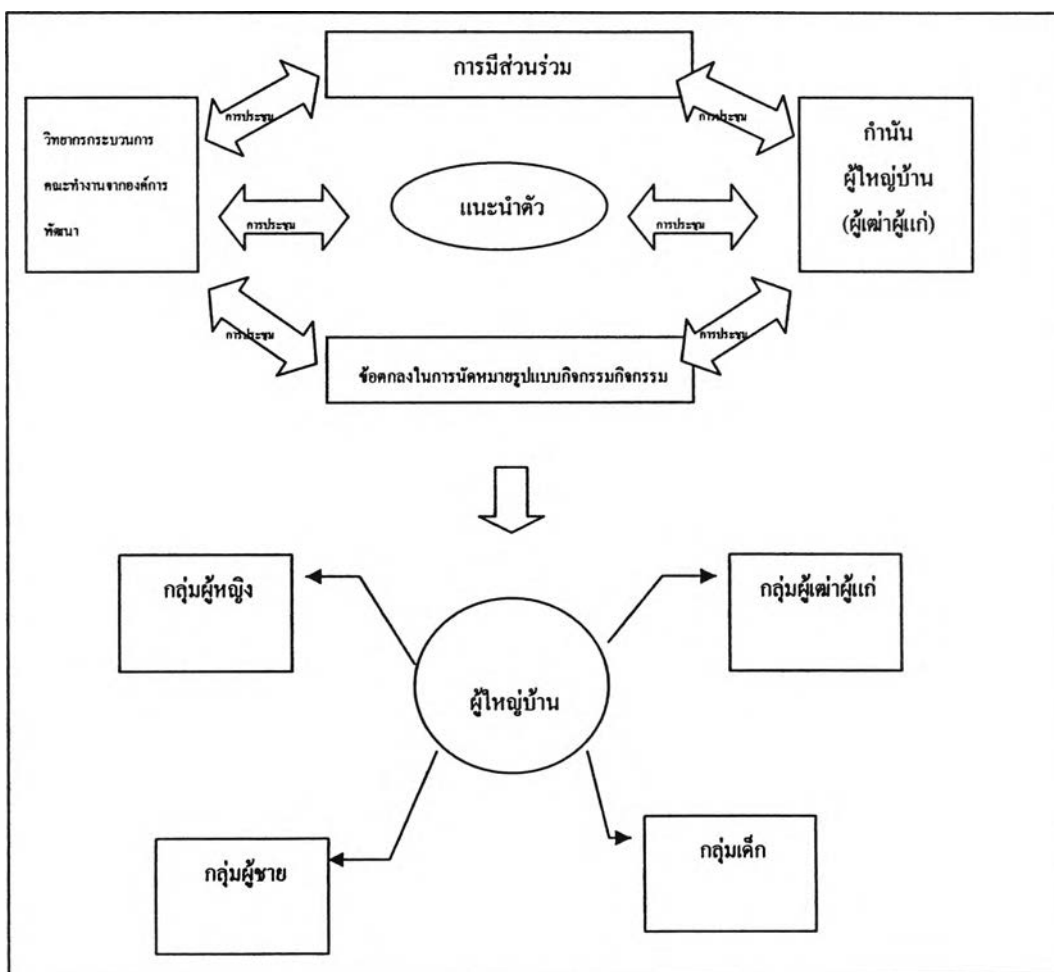 การมีส่วนร่วม
การประชุม
การประชุม
วิทยากรกระบวนการ
คณะทำงานจากองค์การ
พัฒนา
กำนัน
ผู้ใหญ่บ้าน
(ผู้เฒ่าผู้แก่)
แนะนำตัว
การประชุม
การประชุม
การประชุม
การประชุม
ข้อตกลงในการนัดหมายรูปแบบกิจกรรมกิจกรรม
กลุ่มผู้หญิง
กลุ่มผู้เฒ่าผู้แก่
ผู้ใหญ่บ้าน
กลุ่มผู้ชาย
กลุ่มเด็ก